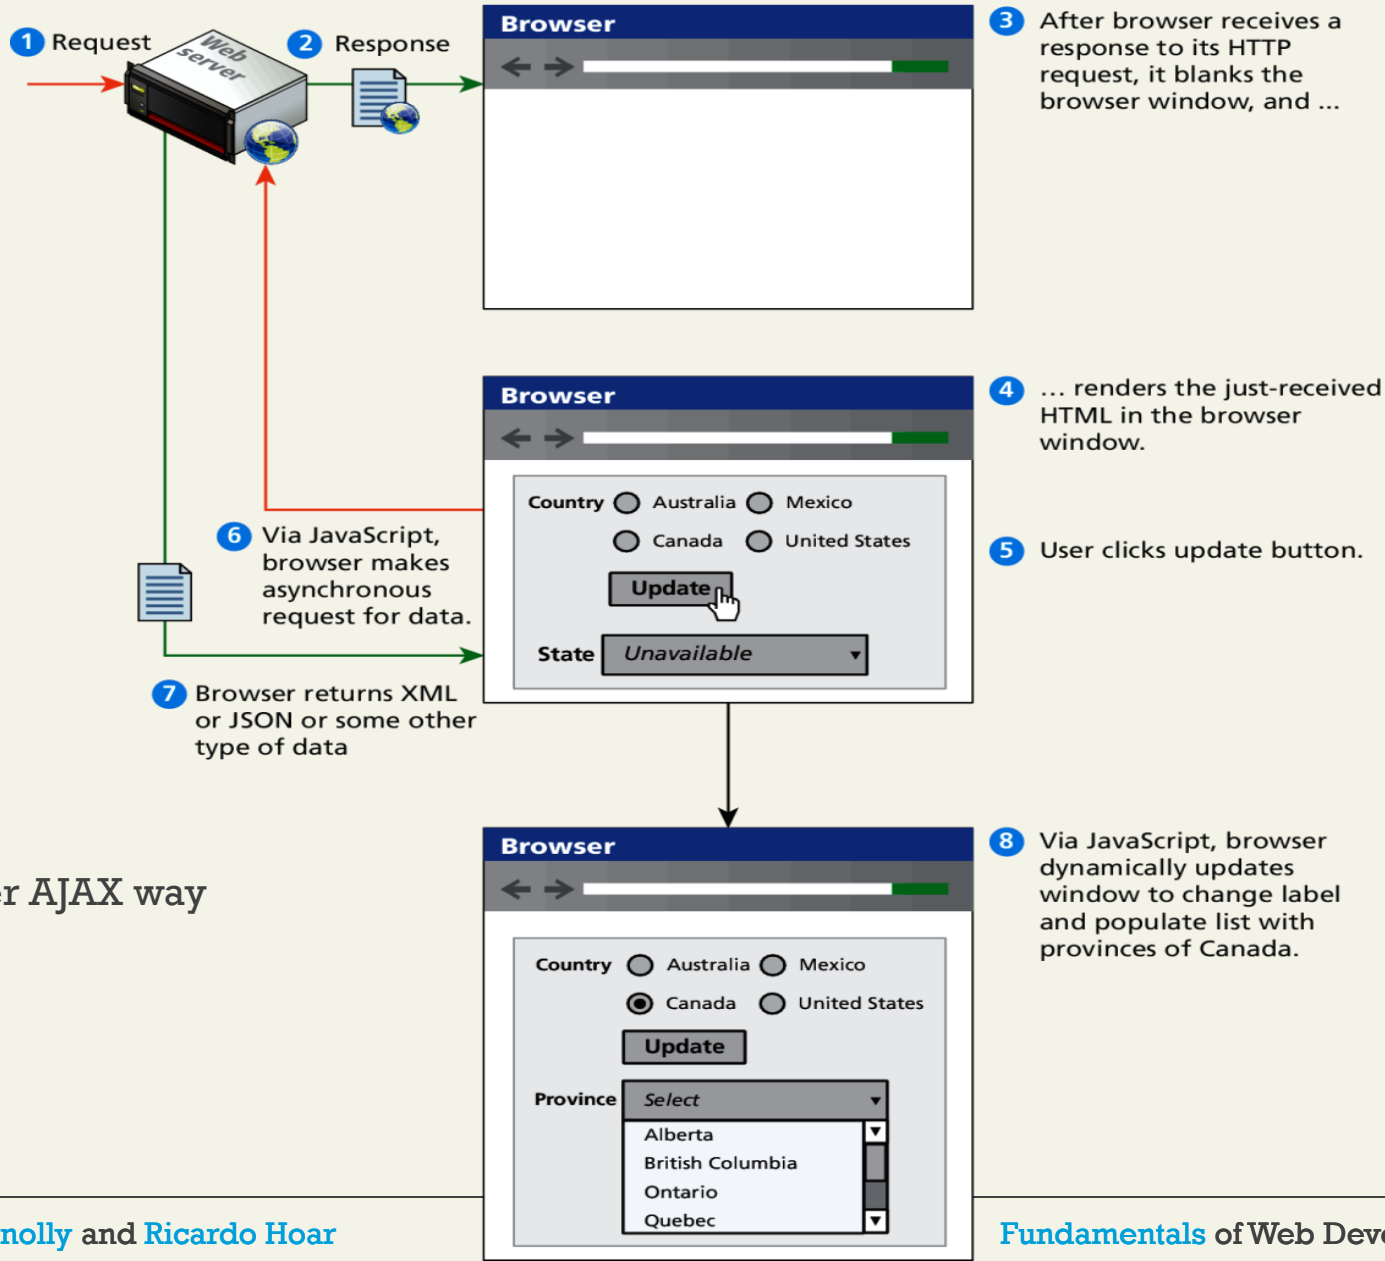 1 Request
Web
server
2 Response
Browser
3 After browser receives a
response to its HTTP
request, it blanks the
browser window, and ...
Browser
4 ... renders the just-received
HTML in the browser
window.
Country Australia Mexico
Canada United States
Update
State Unavailable
5 User clicks update button.
6 Via JavaScript,
browser makes
asynchronous
request for data.
7 Browser returns XML
or JSON or some other
type of data
Browser
8 Via JavaScript, browser
dynamically updates
window to change label
and populate list with
provinces of Canada.
Country Australia Mexico
Canada United States
Update
Province Select
Alberta
British Columbia
Ontario
Quebec
AJAX way
and Ricardo Hoar
Fundamentals of Web